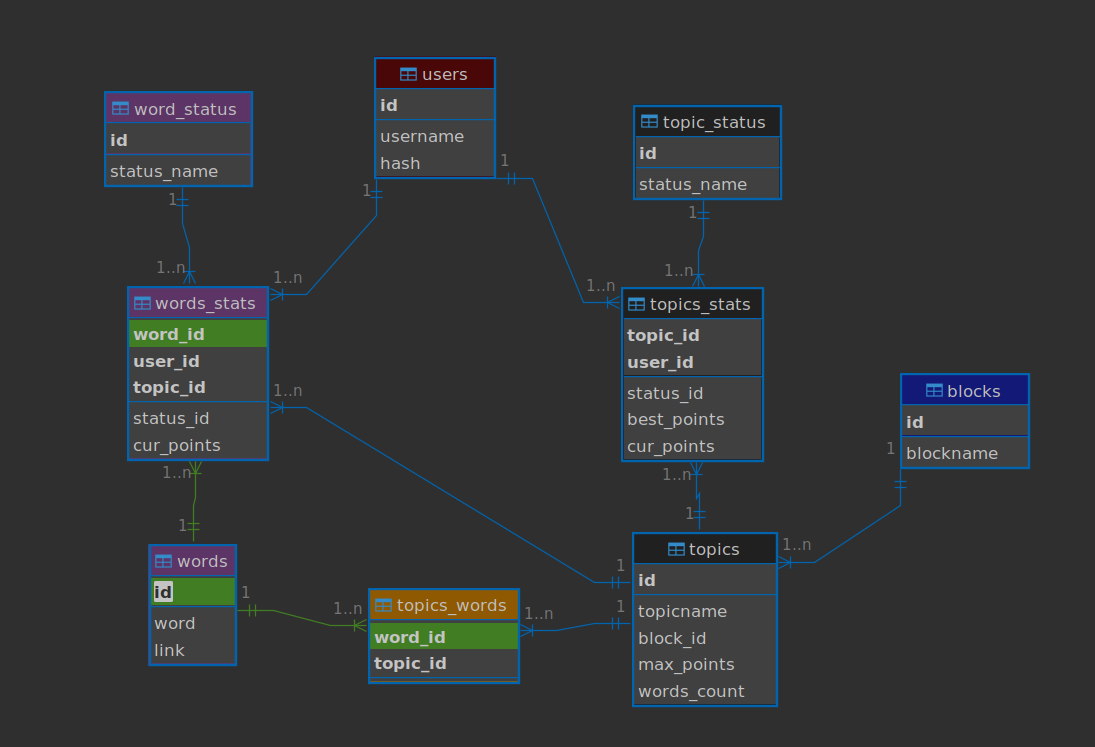 users
id
username
hash
word_status
id
status_name
topic_status
id
status_name
1
1
1
1
1..n
1..n
1..n
1..n
words_stats
word_id
user_id
topic_id
status_id
cur_points
topics_stats
topic_id
user_id
status_id
best_points
cur_points
blocks
id
blockname
1..n
1
1..n
1..n
1
1
words
id
word
link
topics
id
topicname
block_id
max_points
words_count
1..n
1
1
1
1..n
1..n
topics_words
word_id
topic_id